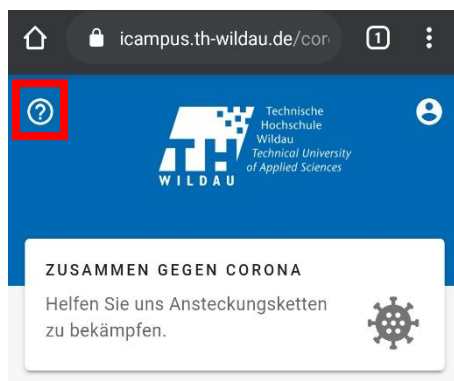 icampus.th-wildau.de/cor
1
?
Technische
Hochschule
Wildau
Technical University
of Applied Sciences
TH
WILDAU
ZUSAMMEN GEGEN CORONA
Helfen Sie uns Ansteckungsketten
zu bekämpfen.